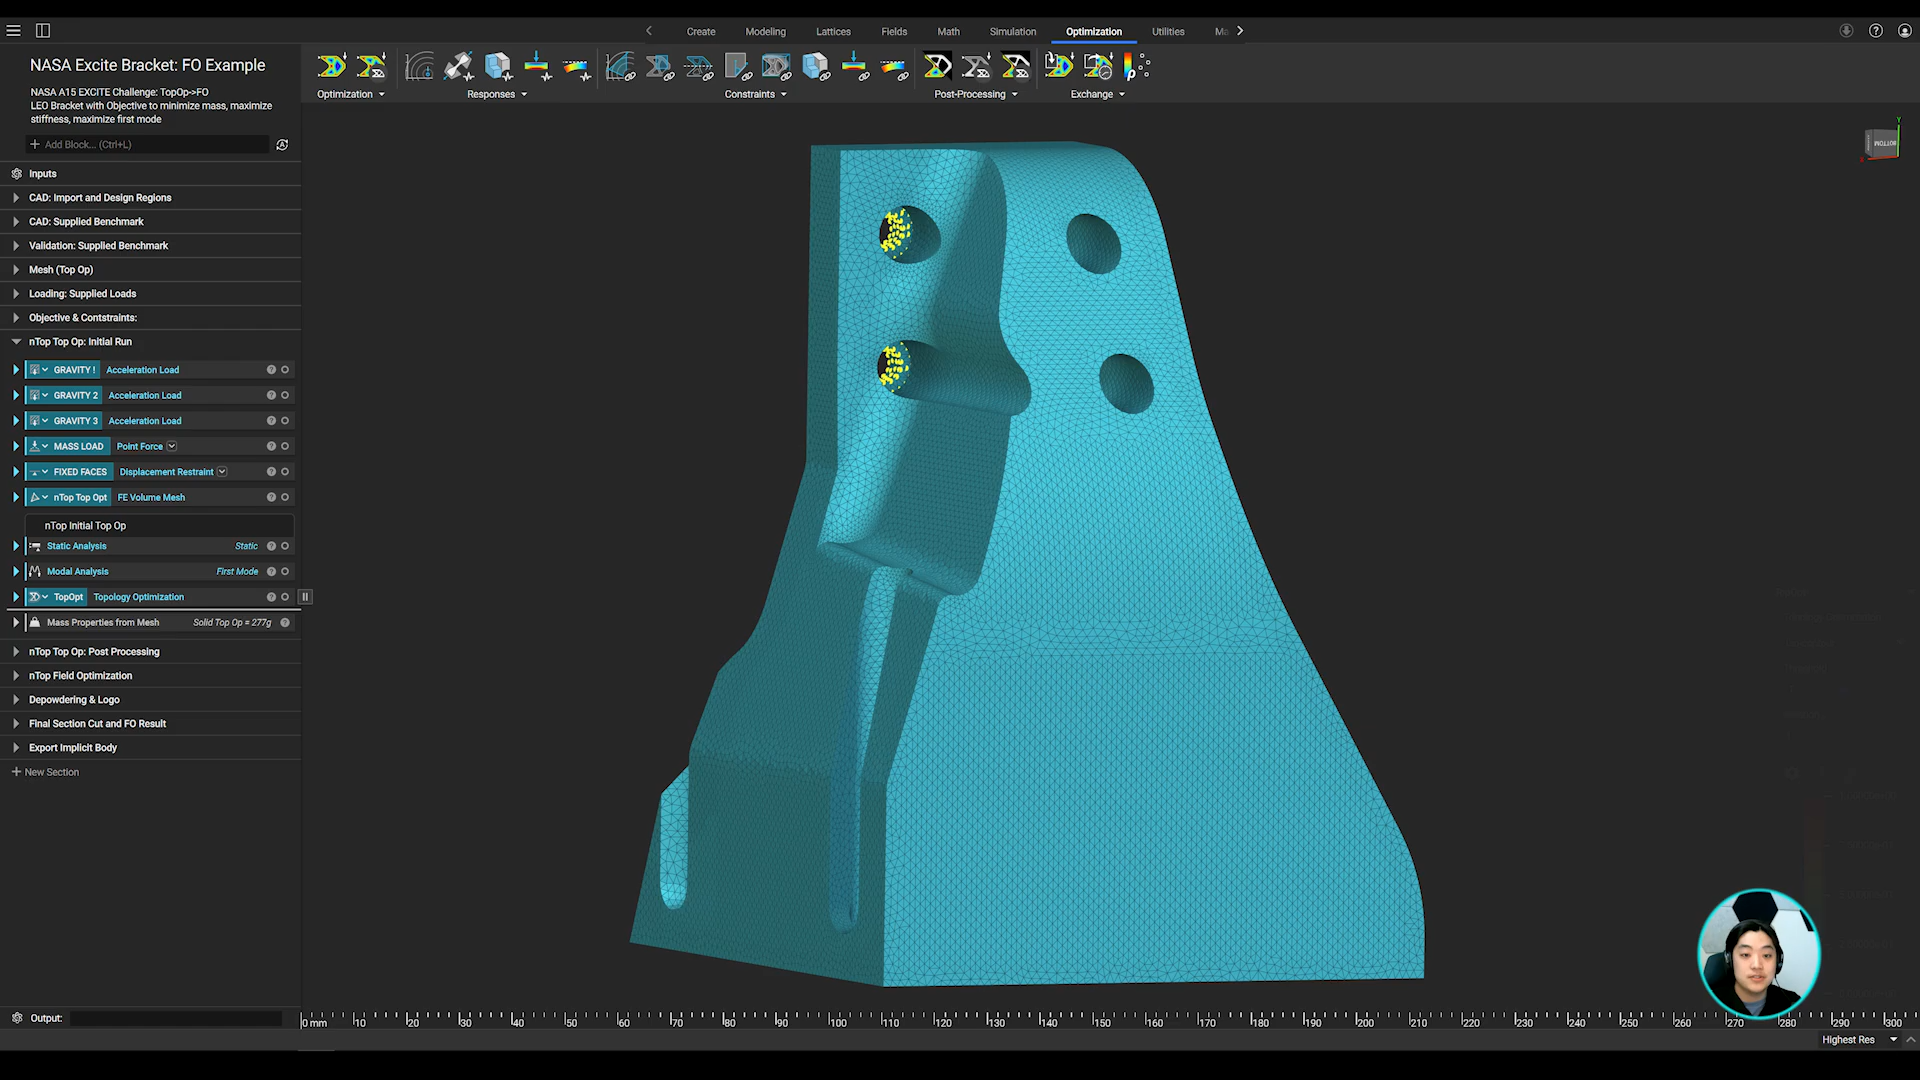 Create
Modeling
Lattices
Fields
Math
Simulation
Optimization
Utilities
Optimization
Responses
Constraints
Post-Processing
Exchange
NASA Excite Bracket: FO Example
NASA A15 EXCITE Challenge: TopOp->FO
LEO Bracket with Objective to minimize mass, maximize
stiffness, maximize first mode
Add Block... (Ctrl+L)
Inputs
CAD: Import and Design Regions
CAD: Supplied Benchmark
Validation: Supplied Benchmark
Mesh (Top Op)
Loading: Supplied Loads
Objective & Contstraints:
nTop Top Op: Initial Run
GRAVITY ! Acceleration Load
GRAVITY 2 Acceleration Load
GRAVITY 3 Acceleration Load
MASS LOAD Point Force
FIXED FACES Displacement Restraint
nTop Top Opt FE Volume Mesh
nTop Initial Top Op
Static Analysis Static
Modal Analysis First Mode
TopOpt Topology Optimization
Mass Properties from Mesh Solid Top Op = 277g
nTop Top Op: Post Processing
nTop Field Optimization
Depowdering & Logo
Final Section Cut and FO Result
Export Implicit Body
New Section
Y
BOTTOM
Output:
0 mm 10 20 30 40 50 60 70 80 90 100 110 120 130 140 150 160 170 180 190 200 210 220 230 240 250 260 270 280 290 300
Highest Res